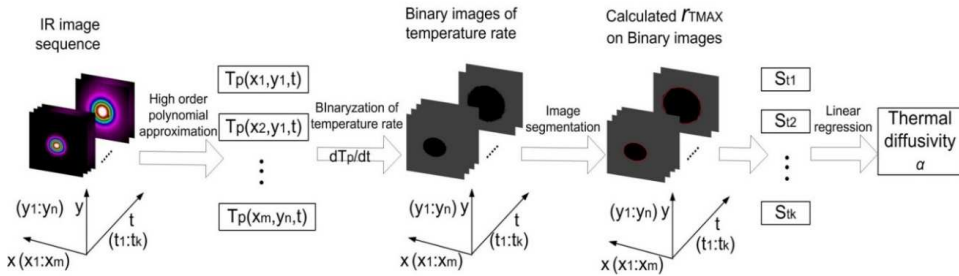 IR image
sequence
Tp(x1,y1,t)
Tp(x2,y1,t)
Tp(xm,yn,t)
High order
polynomial
approximation
BInaryzation of
temperature rate
dTp/dt
Binary images of
temperature rate
Image
segmentation
Calculated rTMAX
on Binary images
St1
St2
Stk
Linear
regression
Thermal
diffusivity
α
(y1:yn) y
t
(t1:tk)
x (x1:xm)
(y1:yn) y
t
(t1:tk)
x (x1:xm)
(y1:yn) y
t
(t1:tk)
x (x1:xm)